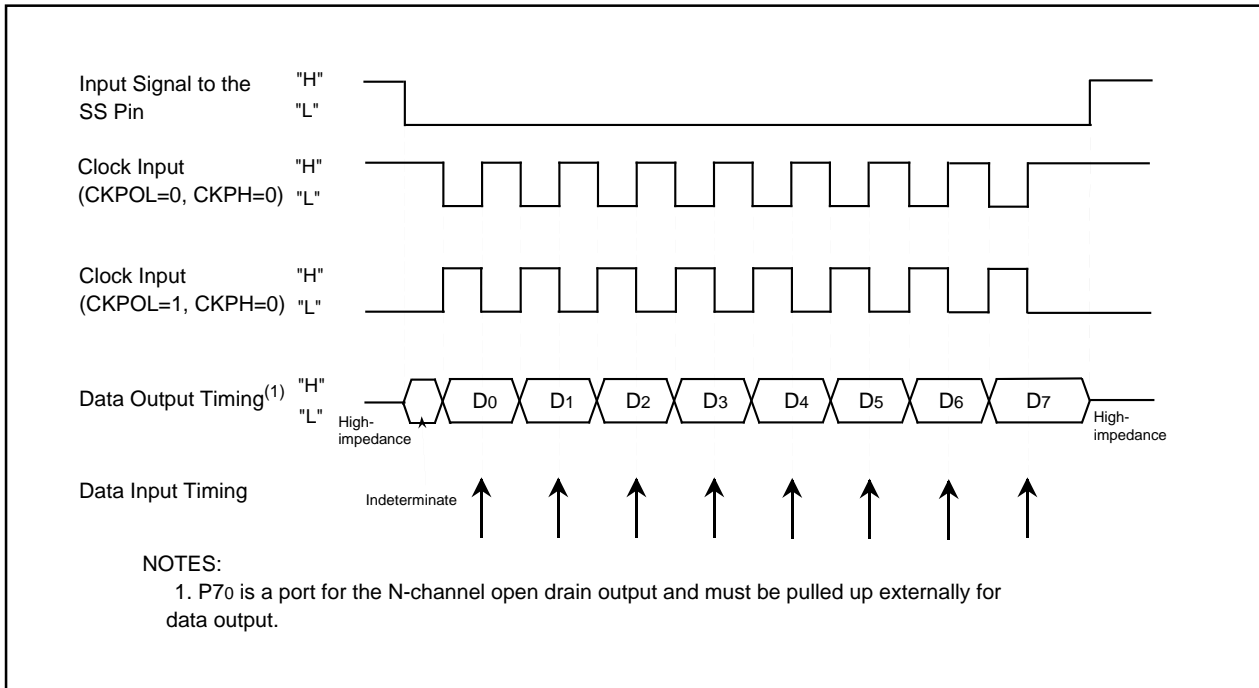 Input Signal to the
SS Pin
"H"
"L"
Clock Input
(CKPOL=0, CKPH=0)
"H"
"L"
Clock Input
(CKPOL=1, CKPH=0)
"H"
"L"
Data Output Timing(1)
"H"
"L"
High-
impedance
D0 D1 D2 D3 D4 D5 D6 D7
High-
impedance
Data Input Timing
Indeterminate
NOTES:
1. P70 is a port for the N-channel open drain output and must be pulled up externally for
data output.